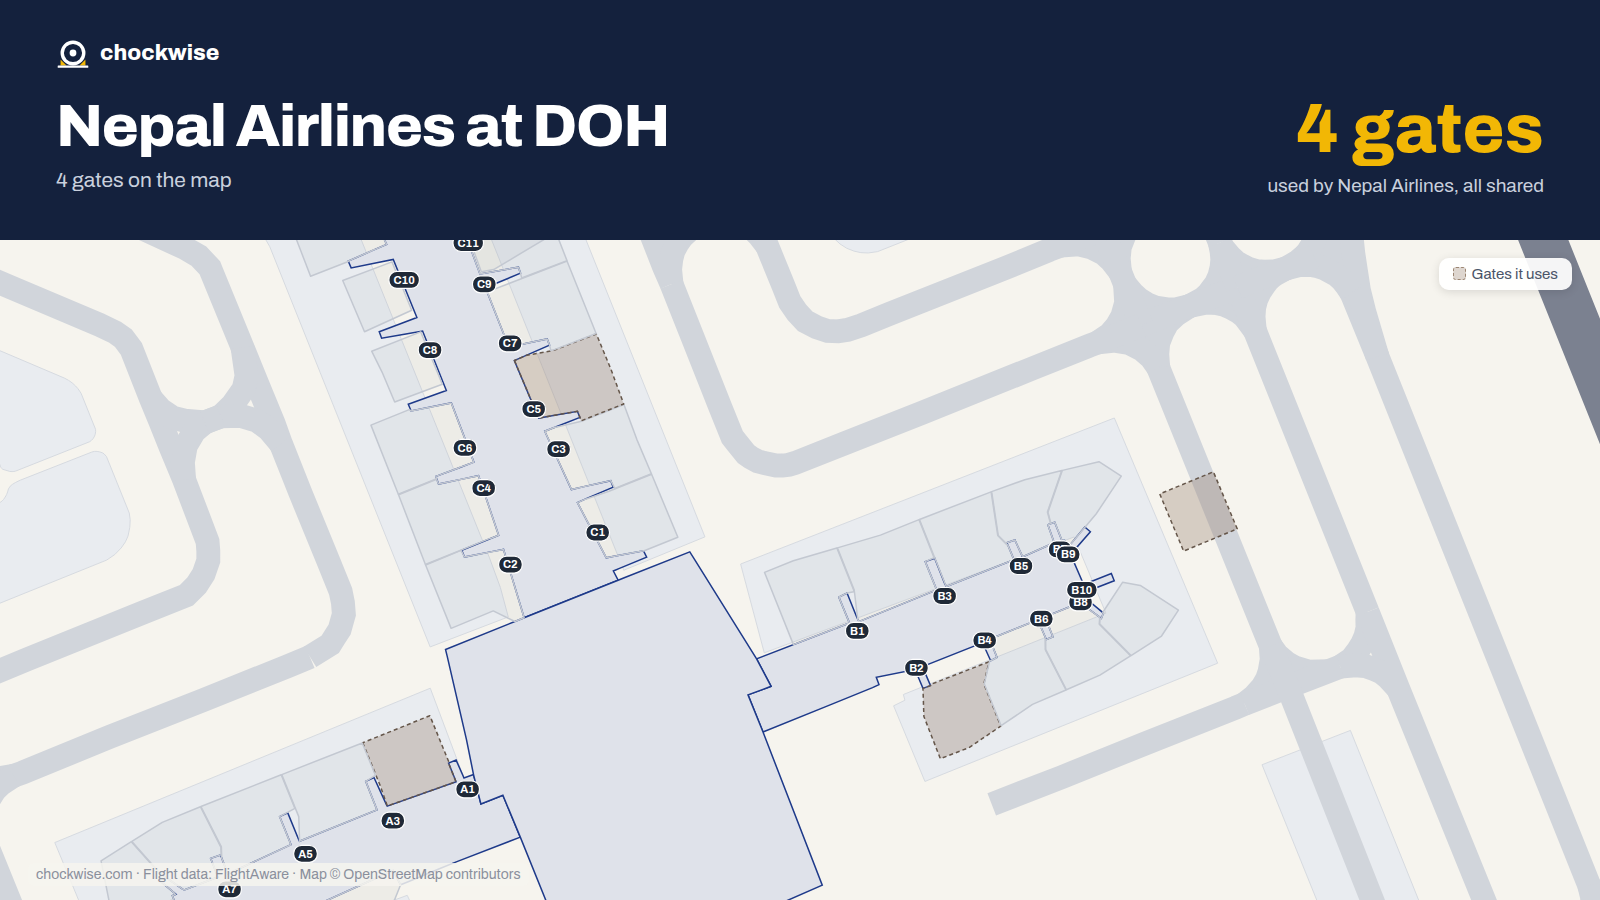 chockwise
Nepal Airlines at DOH
4 gates on the map
4 gates
used by Nepal Airlines, all shared
Gates it uses
C11
C10
C9
C7
C8
C5
C6
C3
C4
C1
C2
B9
B5
B10
B3
B8
B6
B1
B4
B2
A1
A3
A5
A7
chockwise.com · Flight data: FlightAware · Map © OpenStreetMap contributors